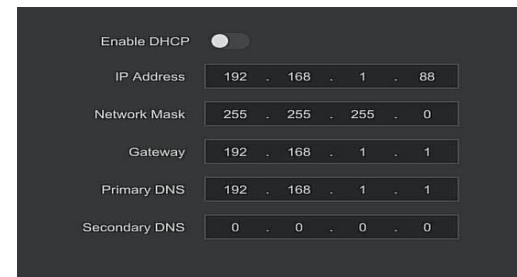 Enable DHCP
IP Address 192 . 168 . 1 . 88
Network Mask 255 . 255 . 255 . 0
Gateway 192 . 168 . 1 . 1
Primary DNS 192 . 168 . 1 . 1
Secondary DNS 0 . 0 . 0 . 0